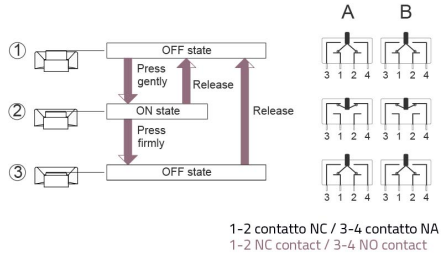 A B
① OFF state
Press
gently
Release
3 1 2 4 3 1 2 4
② ON state
Release
Press
firmly
3 1 2 4 3 1 2 4
③ OFF state
3 1 2 4 3 1 2 4
1-2 contatto NC / 3-4 contatto NA
1-2 NC contact / 3-4 NO contact